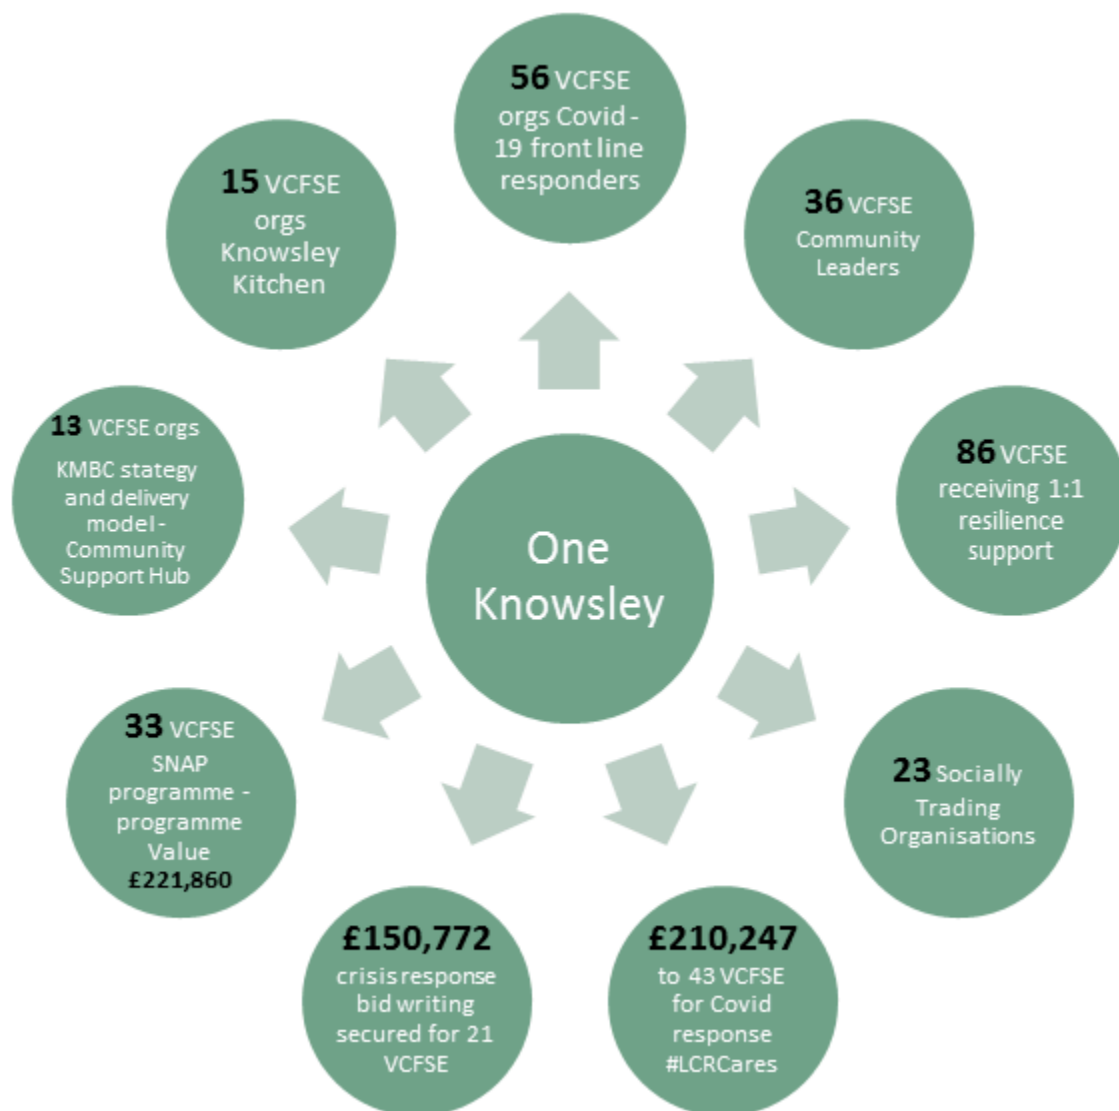 56 VCFSE
orgs Covid -
19 front line
responders
36 VCFSE
Community
Leaders
86 VCFSE
receiving 1:1
resilience
support
23 Socially
Trading
Organisations
£210,247
to 43 VCFSE
for Covid
response
#LCRCares
£150,772
crisis response
bid writing
secured for 21
VCFSE
33 VCFSE
SNAP
programme -
programme
Value
£221,860
13 VCFSE orgs
KMBC stategy
and delivery
model -
Community
Support Hub
15 VCFSE
orgs
Knowsley
Kitchen
One
Knowsley